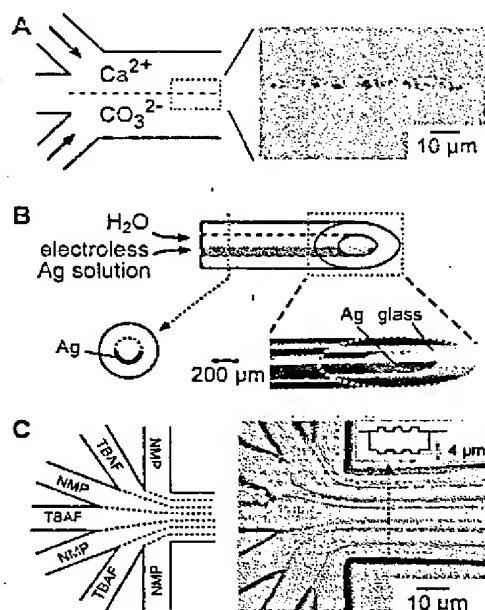 A
Ca2+
CO32-
10 µm
B
H2O
electroless
Ag solution
Ag glass
Ag
200 µm
C
TBAF
NMP
NMP
TBAF
NMP
TBAF
NMP
4 µm
10 µm